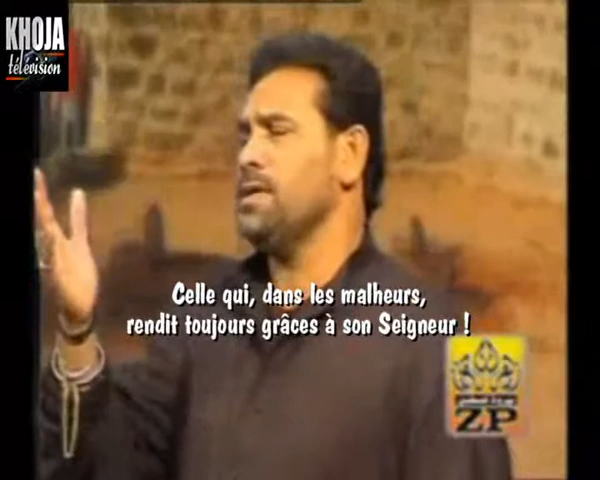 KHOJA
télévision
Celle qui, dans les malheurs,
rendit toujours grâces à son Seigneur !
ZP